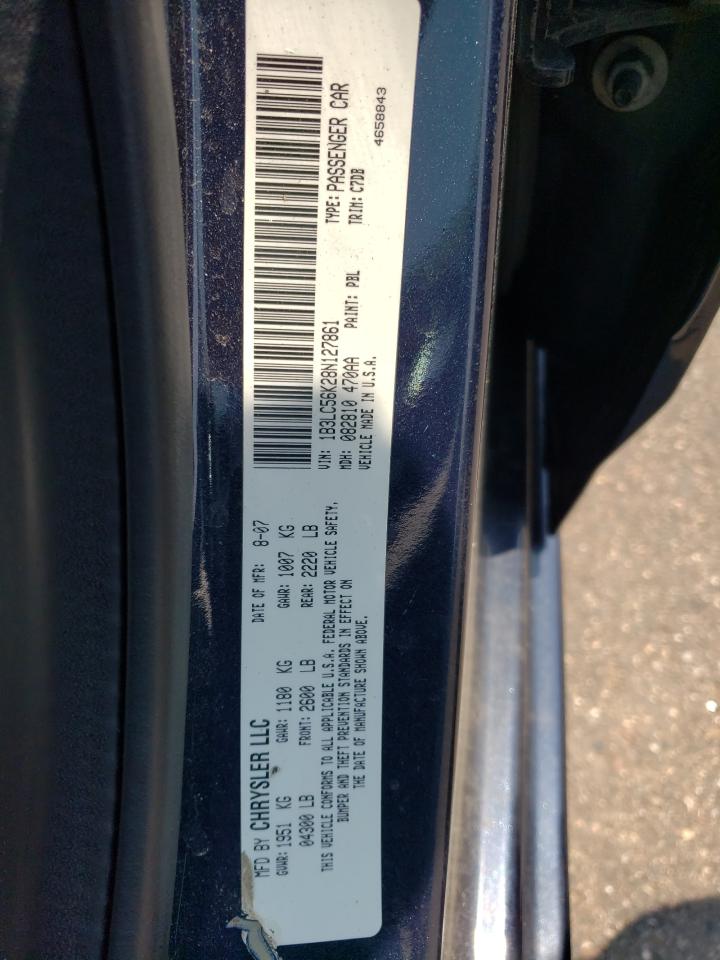 MFD BY CHRYSLER LLC DATE OF MFR: 8-07
GVWR: 1951 KG GAWR: 1180 KG GAWR: 1007 KG
04300 LB FRONT: 2600 LB REAR: 2220 LB
THIS VEHICLE CONFORMS TO ALL APPLICABLE U.S.A. FEDERAL MOTOR VEHICLE SAFETY,
BUMPER AND THEFT PREVENTION STANDARDS IN EFFECT ON
THE DATE OF MANUFACTURE SHOWN ABOVE.
VIN: 1B3LC56K28N127861 TYPE: PASSENGER CAR
MDH: 082810 470AA PAINT: PBL TRIM: C7DB
VEHICLE MADE IN U.S.A.
4658843